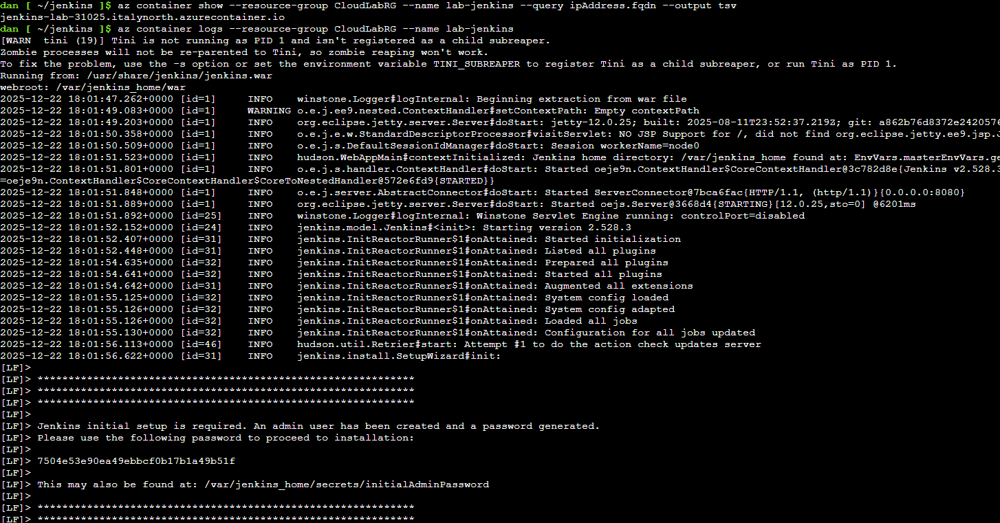 dan [ ~/jenkins ]$ az container show --resource-group CloudLabRG --name lab-jenkins --query ipAddress.fqdn --output tsv
jenkins-lab-31025.italynorth.azurecontainer.io
dan [ ~/jenkins ]$ az container logs --resource-group CloudLabRG --name lab-jenkins
[WARN  tini (19)] Tini is not running as PID 1 and isn't registered as a child subreaper.
Zombie processes will not be re-parented to Tini, so zombie reaping won't work.
To fix the problem, use the -s option or set the environment variable TINI_SUBREAPER to register Tini as a child subreaper, or run Tini as PID 1.
Running from: /usr/share/jenkins/jenkins.war
webroot: /var/jenkins_home/war
2025-12-22 18:01:47.262+0000 [id=1]     INFO    winstone.Logger#logInternal: Beginning extraction from war file
2025-12-22 18:01:49.083+0000 [id=1]     WARNING o.e.j.ee9.nested.ContextHandler#setContextPath: Empty contextPath
2025-12-22 18:01:49.203+0000 [id=1]     INFO    org.eclipse.jetty.server.Server#doStart: jetty-12.0.25; built: 2025-08-11T23:52:37.219Z; git: a862b76d8372e2420576
2025-12-22 18:01:50.358+0000 [id=1]     INFO    o.e.j.e.w.StandardDescriptorProcessor#visitServlet: NO JSP Support for /, did not find org.eclipse.jetty.ee9.jsp.J
2025-12-22 18:01:50.509+0000 [id=1]     INFO    o.e.j.s.DefaultSessionIdManager#doStart: Session workerName=node0
2025-12-22 18:01:51.523+0000 [id=1]     INFO    hudson.WebAppMain#contextInitialized: Jenkins home directory: /var/jenkins_home found at: EnvVars.masterEnvVars.ge
2025-12-22 18:01:51.801+0000 [id=1]     INFO    o.e.j.s.handler.ContextHandler#doStart: Started oeje9n.ContextHandler$CoreContextHandler@3c782d8e{Jenkins v2.528.3
=oeje9n.ContextHandler$CoreContextHandler$CoreToNestedHandler@572e6fd9{STARTED}}
2025-12-22 18:01:51.848+0000 [id=1]     INFO    o.e.j.server.AbstractConnector#doStart: Started ServerConnector@7bca6fac{HTTP/1.1, (http/1.1)}{0.0.0.0:8080}
2025-12-22 18:01:51.889+0000 [id=1]     INFO    org.eclipse.jetty.server.Server#doStart: Started oejs.Server@3668d4{STARTING}[12.0.25,sto=0] @6201ms
2025-12-22 18:01:51.892+0000 [id=25]    INFO    winstone.Logger#logInternal: Winstone Servlet Engine running: controlPort=disabled
2025-12-22 18:01:52.152+0000 [id=24]    INFO    jenkins.model.Jenkins#<init>: Starting version 2.528.3
2025-12-22 18:01:52.407+0000 [id=31]    INFO    jenkins.InitReactorRunner$1#onAttained: Started initialization
2025-12-22 18:01:52.448+0000 [id=31]    INFO    jenkins.InitReactorRunner$1#onAttained: Listed all plugins
2025-12-22 18:01:54.635+0000 [id=32]    INFO    jenkins.InitReactorRunner$1#onAttained: Prepared all plugins
2025-12-22 18:01:54.641+0000 [id=32]    INFO    jenkins.InitReactorRunner$1#onAttained: Started all plugins
2025-12-22 18:01:54.642+0000 [id=31]    INFO    jenkins.InitReactorRunner$1#onAttained: Augmented all extensions
2025-12-22 18:01:55.125+0000 [id=32]    INFO    jenkins.InitReactorRunner$1#onAttained: System config loaded
2025-12-22 18:01:55.126+0000 [id=32]    INFO    jenkins.InitReactorRunner$1#onAttained: System config adapted
2025-12-22 18:01:55.126+0000 [id=32]    INFO    jenkins.InitReactorRunner$1#onAttained: Loaded all jobs
2025-12-22 18:01:55.130+0000 [id=32]    INFO    jenkins.InitReactorRunner$1#onAttained: Configuration for all jobs updated
2025-12-22 18:01:56.113+0000 [id=46]    INFO    hudson.util.Retrier#start: Attempt #1 to do the action check updates server
2025-12-22 18:01:56.622+0000 [id=31]    INFO    jenkins.install.SetupWizard#init:
[LF]>
[LF]> *************************************************************
[LF]> *************************************************************
[LF]> *************************************************************
[LF]>
[LF]> Jenkins initial setup is required. An admin user has been created and a password generated.
[LF]> Please use the following password to proceed to installation:
[LF]>
[LF]> 7504e53e90ea49ebbcf0b17b1a49b51f
[LF]>
[LF]> This may also be found at: /var/jenkins_home/secrets/initialAdminPassword
[LF]>
[LF]> *************************************************************
[LF]> *************************************************************